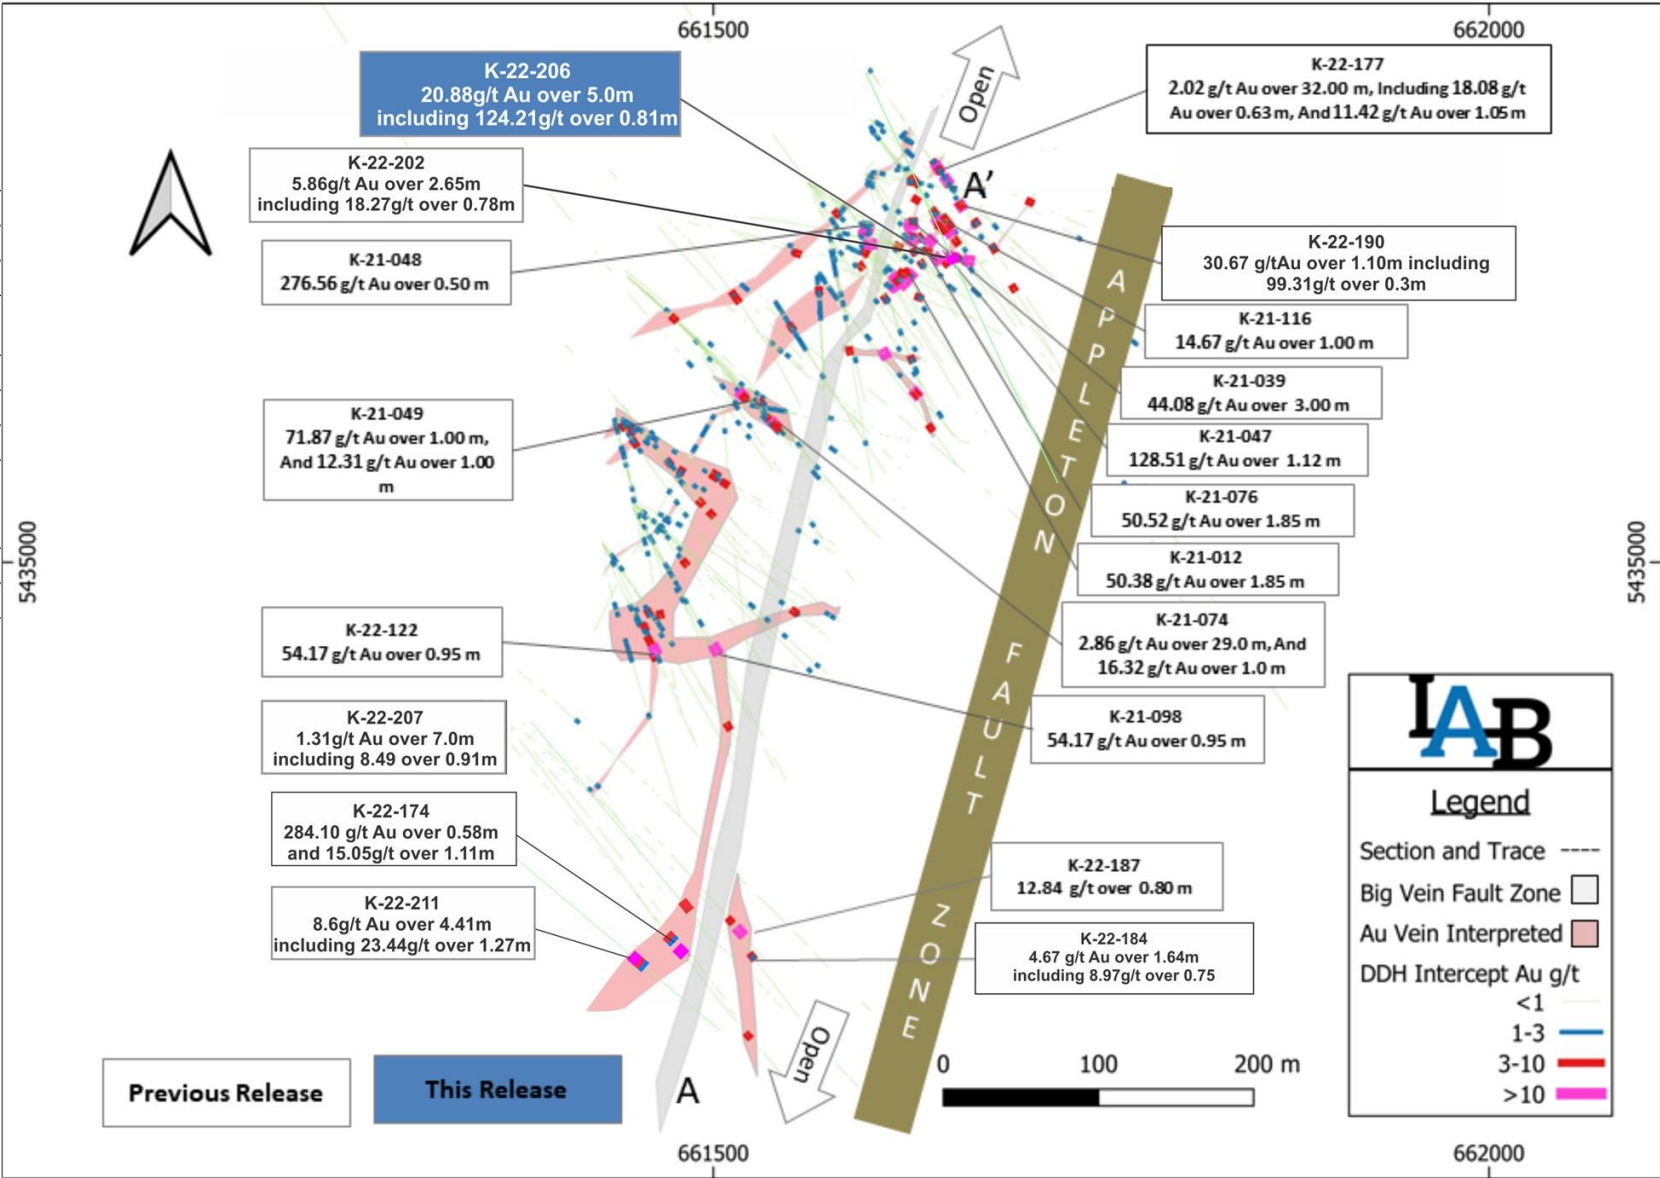 661500
662000
K-22-206
20.88g/t Au over 5.0m
including 124.21g/t over 0.81m
Open
K-22-177
2.02 g/t Au over 32.00 m, Including 18.08 g/t
Au over 0.63m, And 11.42 g/t Au over 1.05m
K-22-202
5.86g/t Au over 2.65m
including 18.27g/t over 0.78m
A’
K-21-048
276.56 g/t Au over 0.50 m
K-22-190
30.67 g/tAu over 1.10m including
99.31g/t over 0.3m
K-21-116
14.67 g/t Au over 1.00 m
K-21-039
44.08 g/t Au over 3.00 m
K-21-049
71.87 g/t Au over 1.00 m,
And 12.31 g/t Au over 1.00
m
K-21-047
128.51 g/t Au over 1.12 m
K-21-076
50.52 g/t Au over 1.85 m
K-21-012
50.38 g/t Au over 1.85 m
5435000
5435000
APPLETON FAULT ZONE
K-21-074
2.86 g/t Au over 29.0 m, And
16.32 g/t Au over 1.0 m
K-22-122
54.17 g/t Au over 0.95 m
K-21-098
54.17 g/t Au over 0.95 m
K-22-207
1.31g/t Au over 7.0m
including 8.49 over 0.91m
K-22-174
284.10 g/t Au over 0.58m
and 15.05g/t over 1.11m
K-22-187
12.84 g/t over 0.80 m
K-22-211
8.6g/t Au over 4.41m
including 23.44g/t over 1.27m
K-22-184
4.67 g/t Au over 1.64m
including 8.97g/t over 0.75
LAB
Legend
Section and Trace
Big Vein Fault Zone
Au Vein Interpreted
DDH Intercept Au g/t
<1
1-3
3-10
>10
Open
A
Previous Release
This Release
0 100 200 m
661500
662000